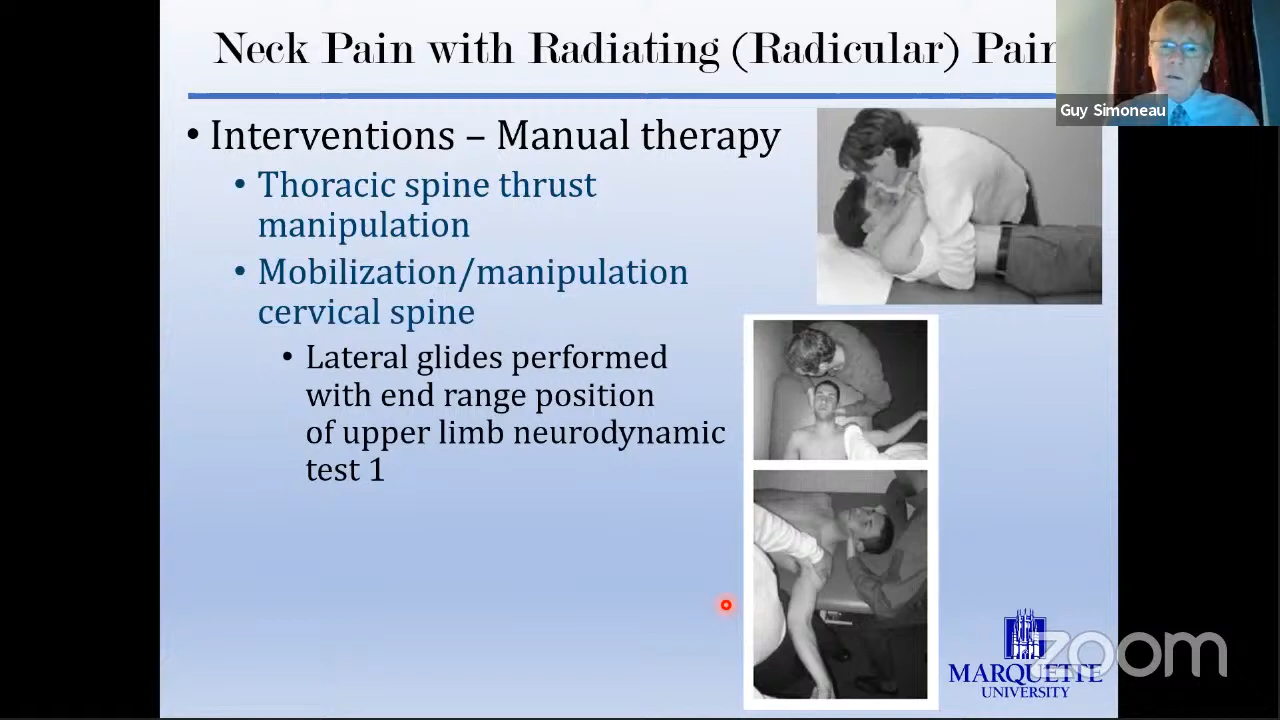 Neck Pain with Radiating (Radicular) Pain
Guy Simoneau
• Interventions – Manual therapy
• Thoracic spine thrust
manipulation
• Mobilization/manipulation
cervical spine
• Lateral glides performed
with end range position
of upper limb neurodynamic
test 1
MARQUETTE
UNIVERSITY
zoom